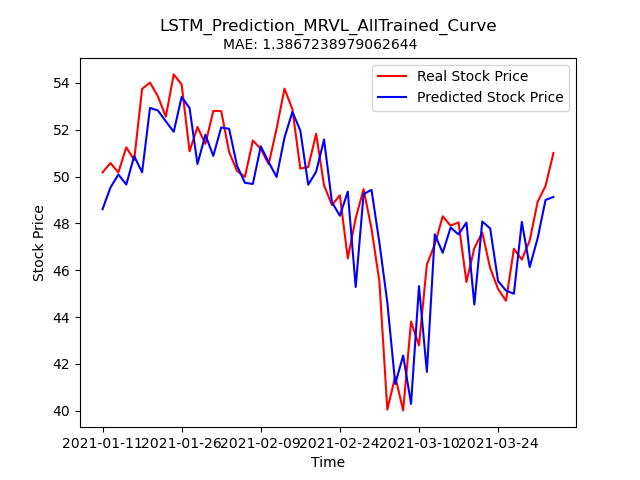 LSTM_Prediction_MRVL_AllTrained_Curve
MAE: 1.3867238979062644
Real Stock Price
Predicted Stock Price
54
52
50
48
46
44
42
40
Stock Price
2021-01-11 2021-01-26 2021-02-09 2021-02-24 2021-03-10 2021-03-24
Time